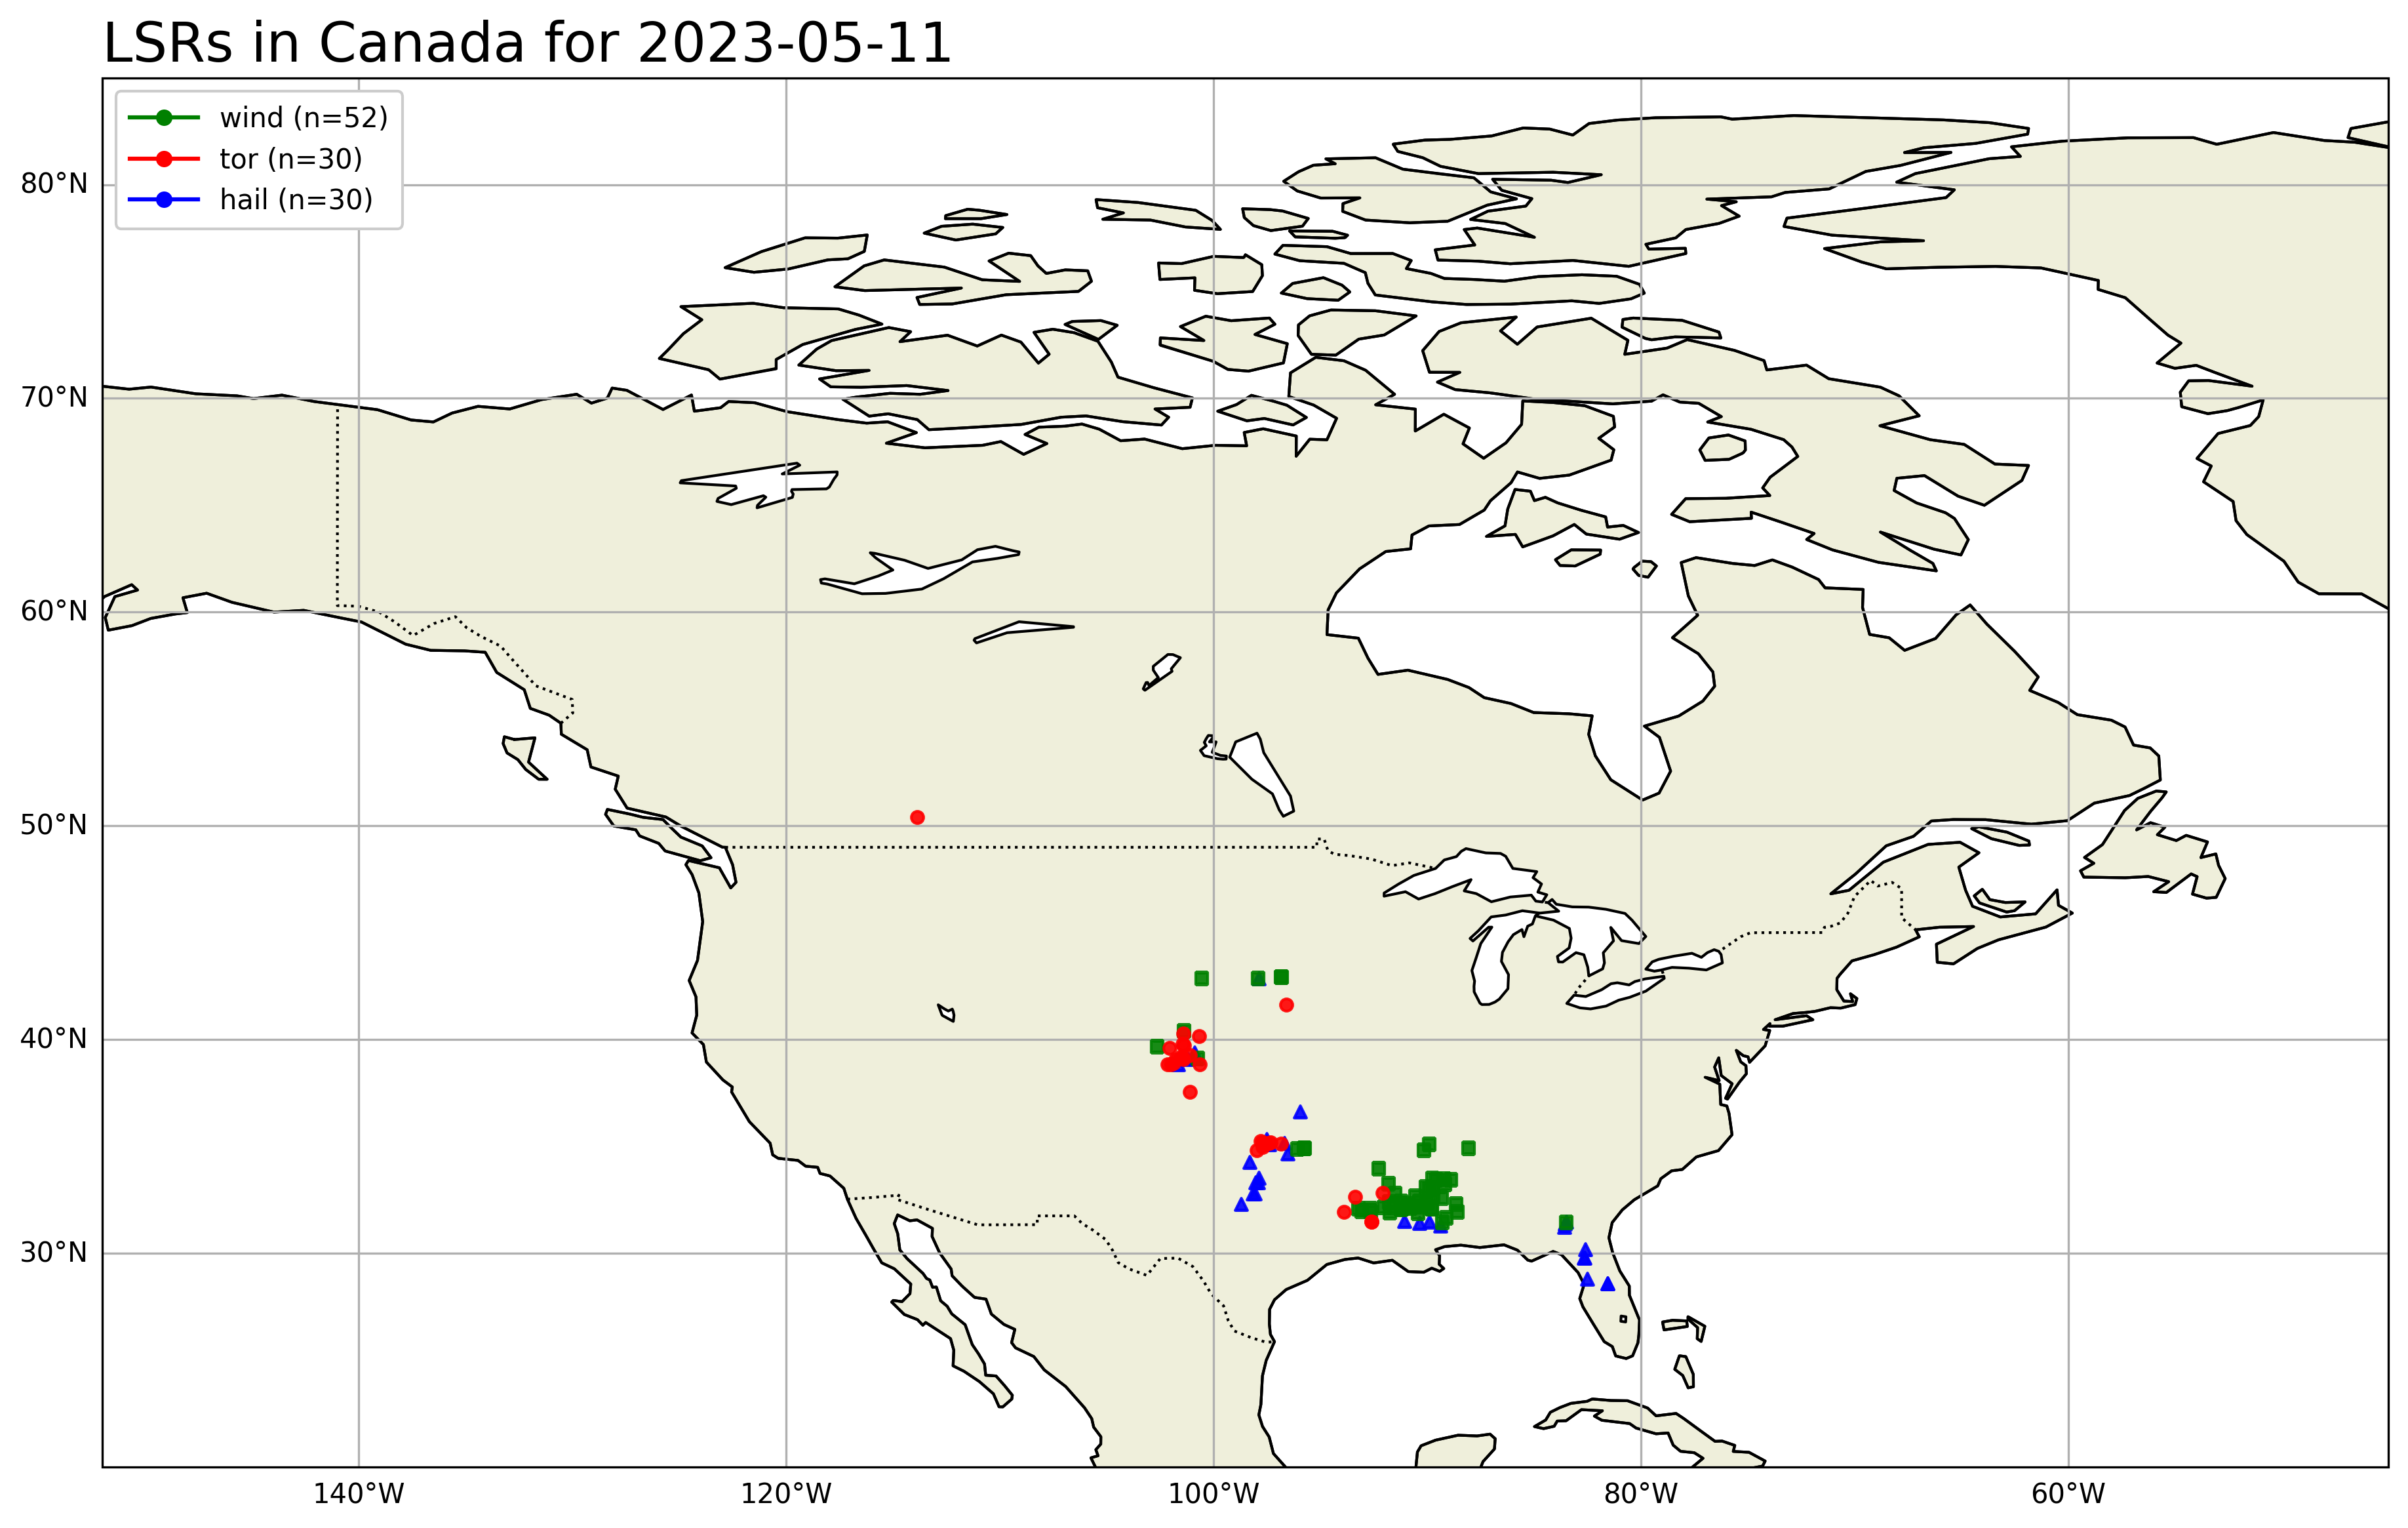 LSRs in Canada for 2023-05-11
wind (n=52)
tor (n=30)
hail (n=30)
80°N
70°N
60°N
50°N
40°N
30°N
140°W
120°W
100°W
80°W
60°W